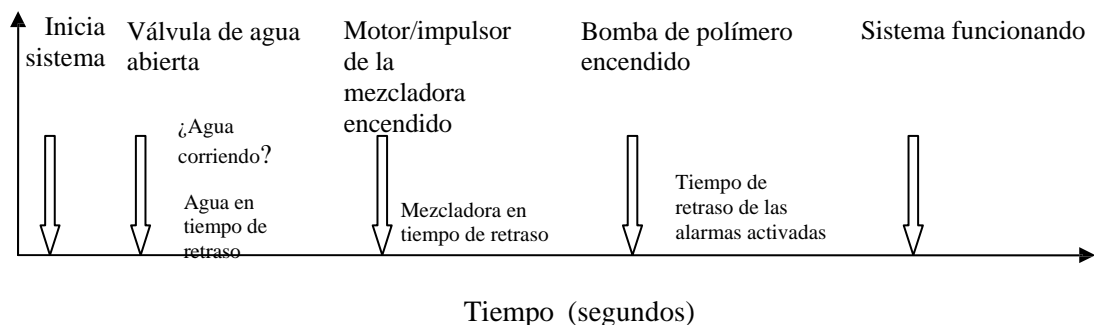 Inicia
sistema
Válvula de agua
abierta
Motor/impulsor
de la
mezcladora
encendido
Bomba de polímero
encendido
Sistema funcionando
¿Agua
corriendo?
Agua en
tiempo de
retraso
Mezcladora en
tiempo de retraso
Tiempo de
retraso de las
alarmas activadas
Tiempo (segundos)